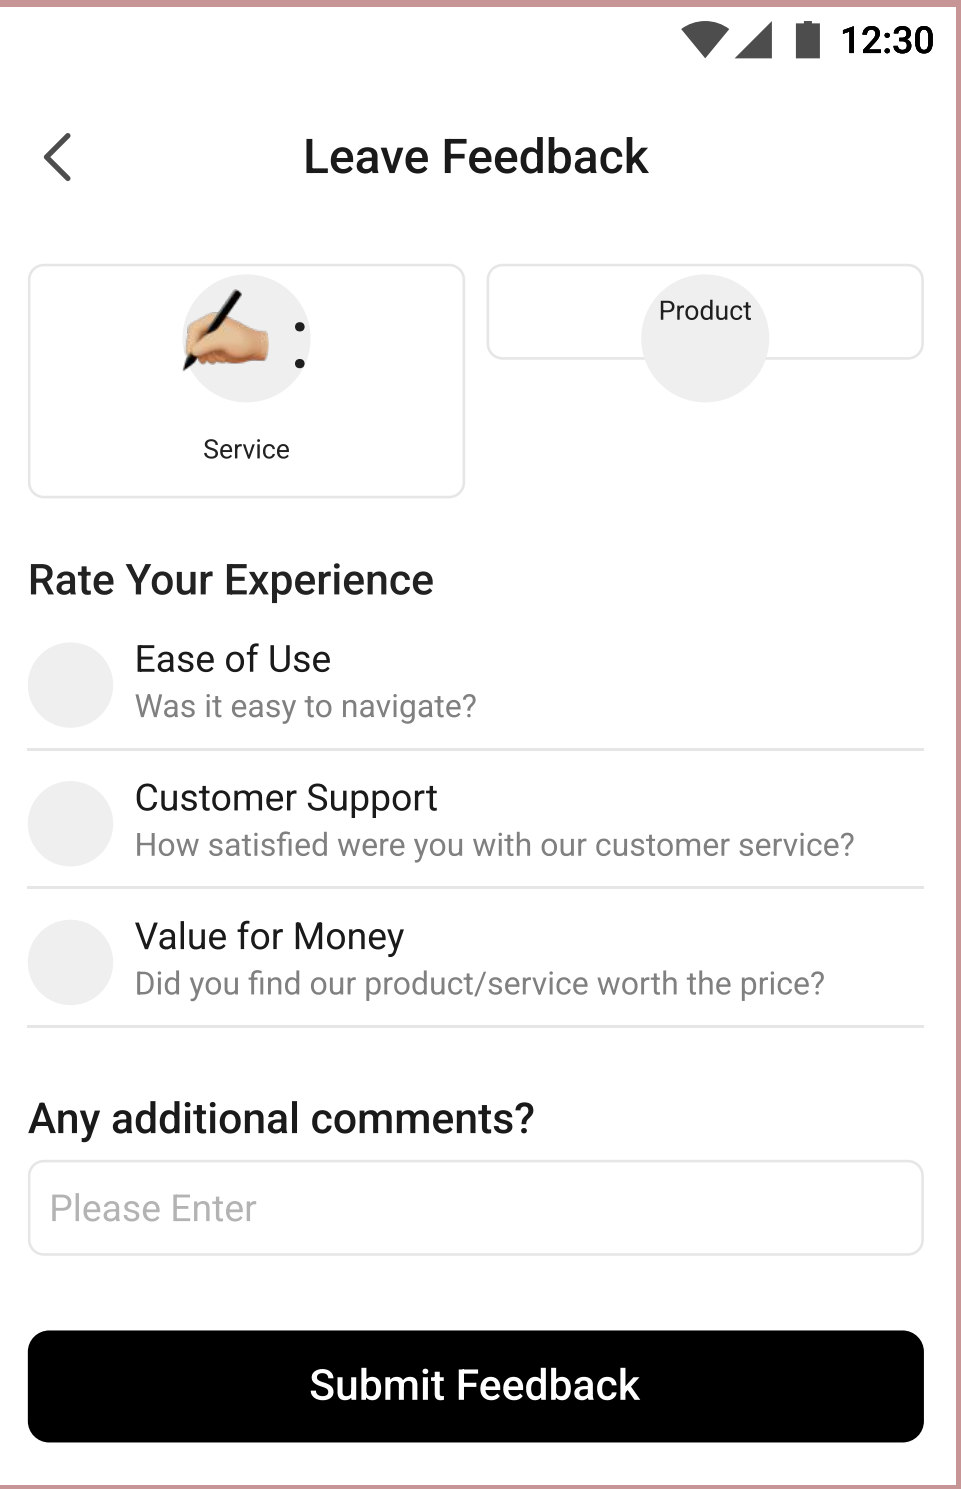 12:30
Leave Feedback
:
Service
Product
Rate Your Experience
Ease of Use
Was it easy to navigate?
Customer Support
How satisfied were you with our customer service?
Value for Money
Did you find our product/service worth the price?
Any additional comments?
Please Enter
Submit Feedback